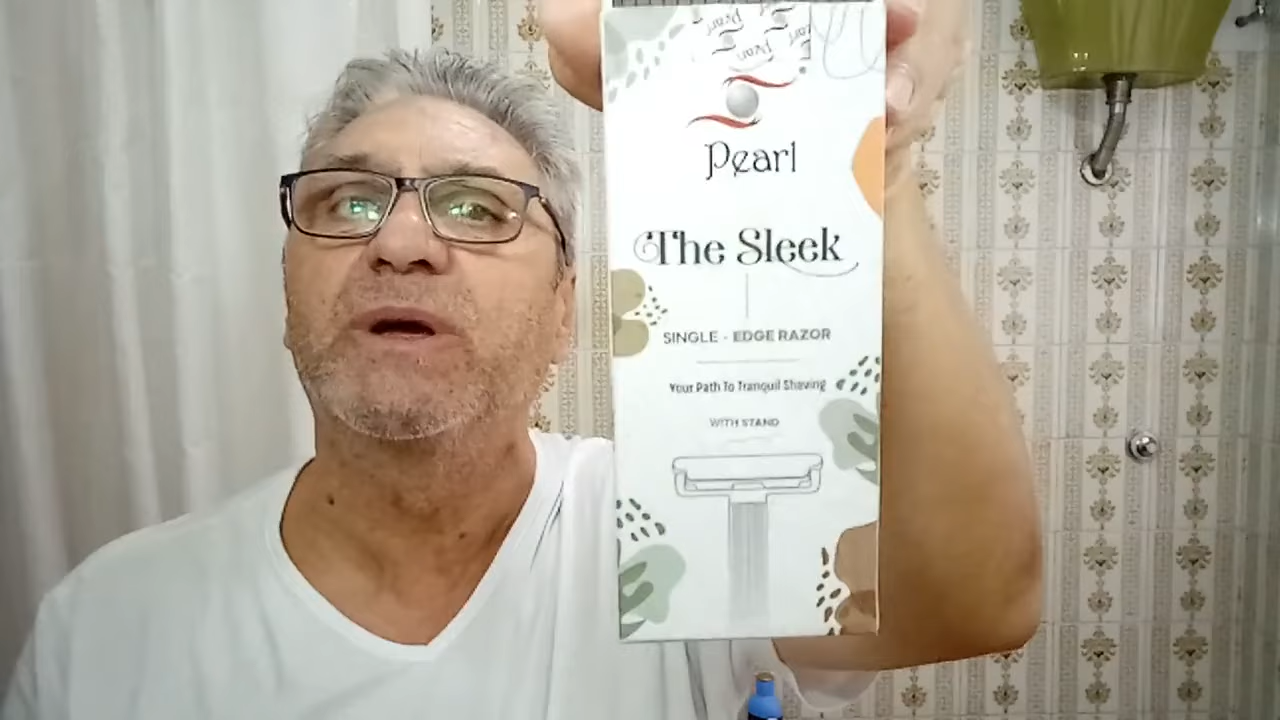 Pearl
The Sleek
SINGLE - EDGE RAZOR
Your Path To Tranquil Shaving
WITH STAND